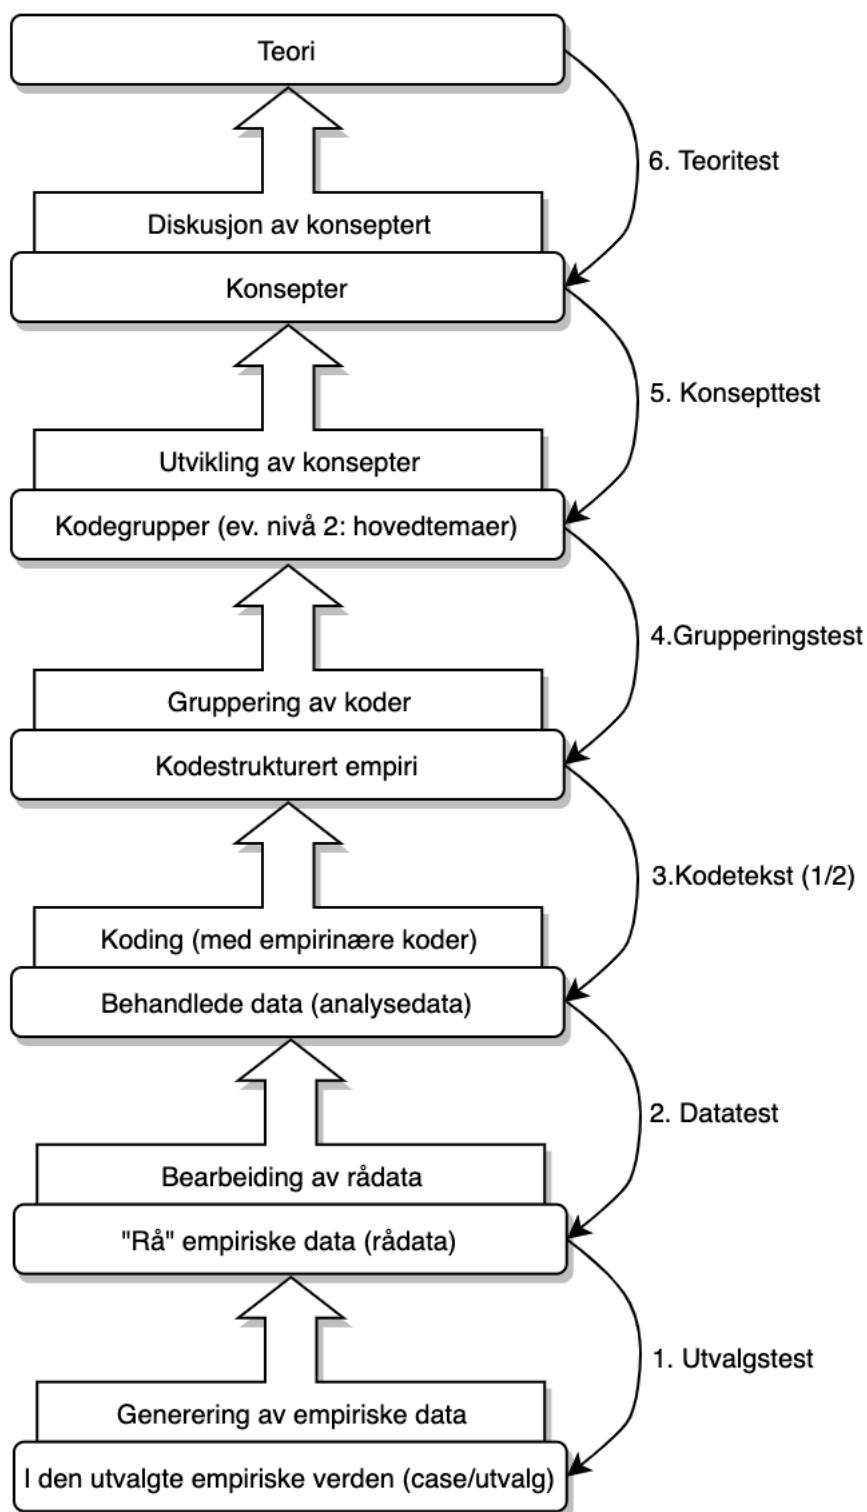 Teori
6. Teoritest
Diskusjon av konseptert
Konsepter
5. Konsepttest
Utvikling av konsepter
Kodegrupper (ev. nivå 2: hovedtemaer)
4.Grupperingstest
Gruppering av koder
Kodestrukturert empiri
3.Kodetekst (1/2)
Koding (med empirinære koder)
Behandlede data (analysedata)
2. Datatest
Bearbeiding av rådata
"Rå" empiriske data (rådata)
1. Utvalgstest
Generering av empiriske data
I den utvalgte empiriske verden (case/utvalg)